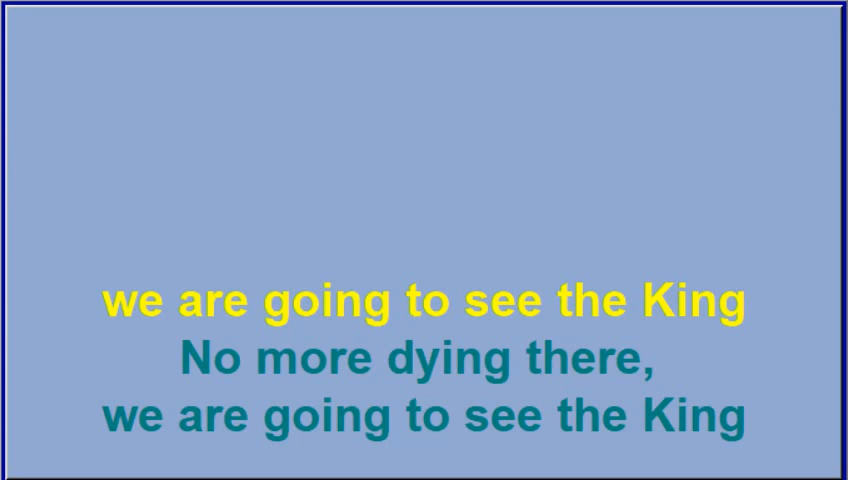 we are going to see the King
No more dying there,
we are going to see the King